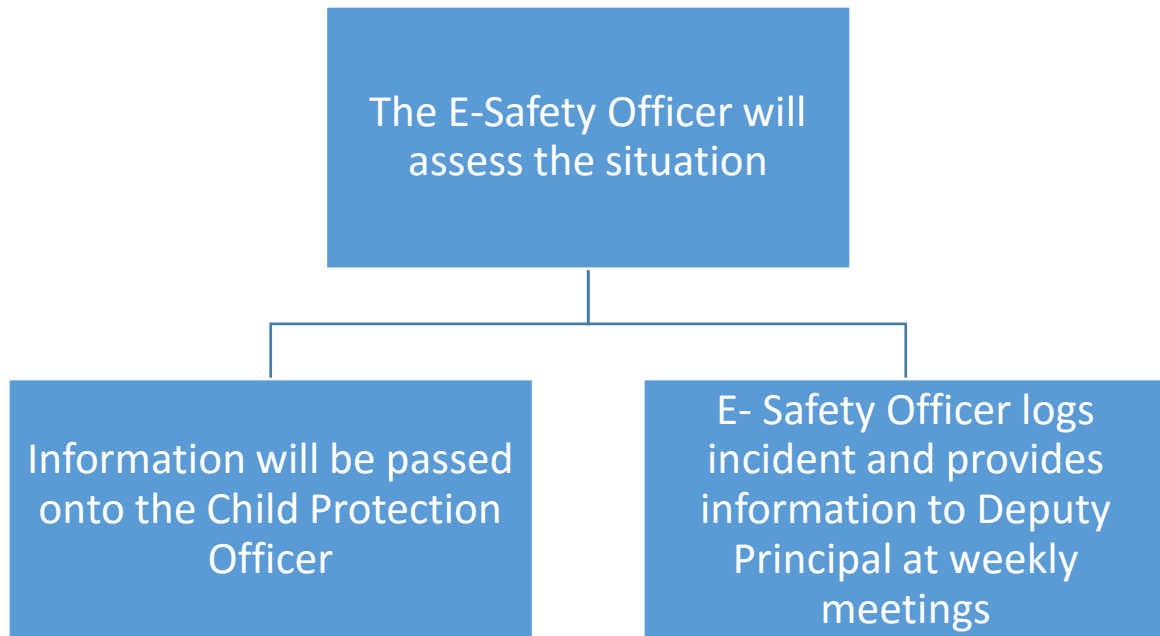 The E-Safety Officer will
assess the situation
Information will be passed
onto the Child Protection
Officer
E- Safety Officer logs
incident and provides
information to Deputy
Principal at weekly
meetings